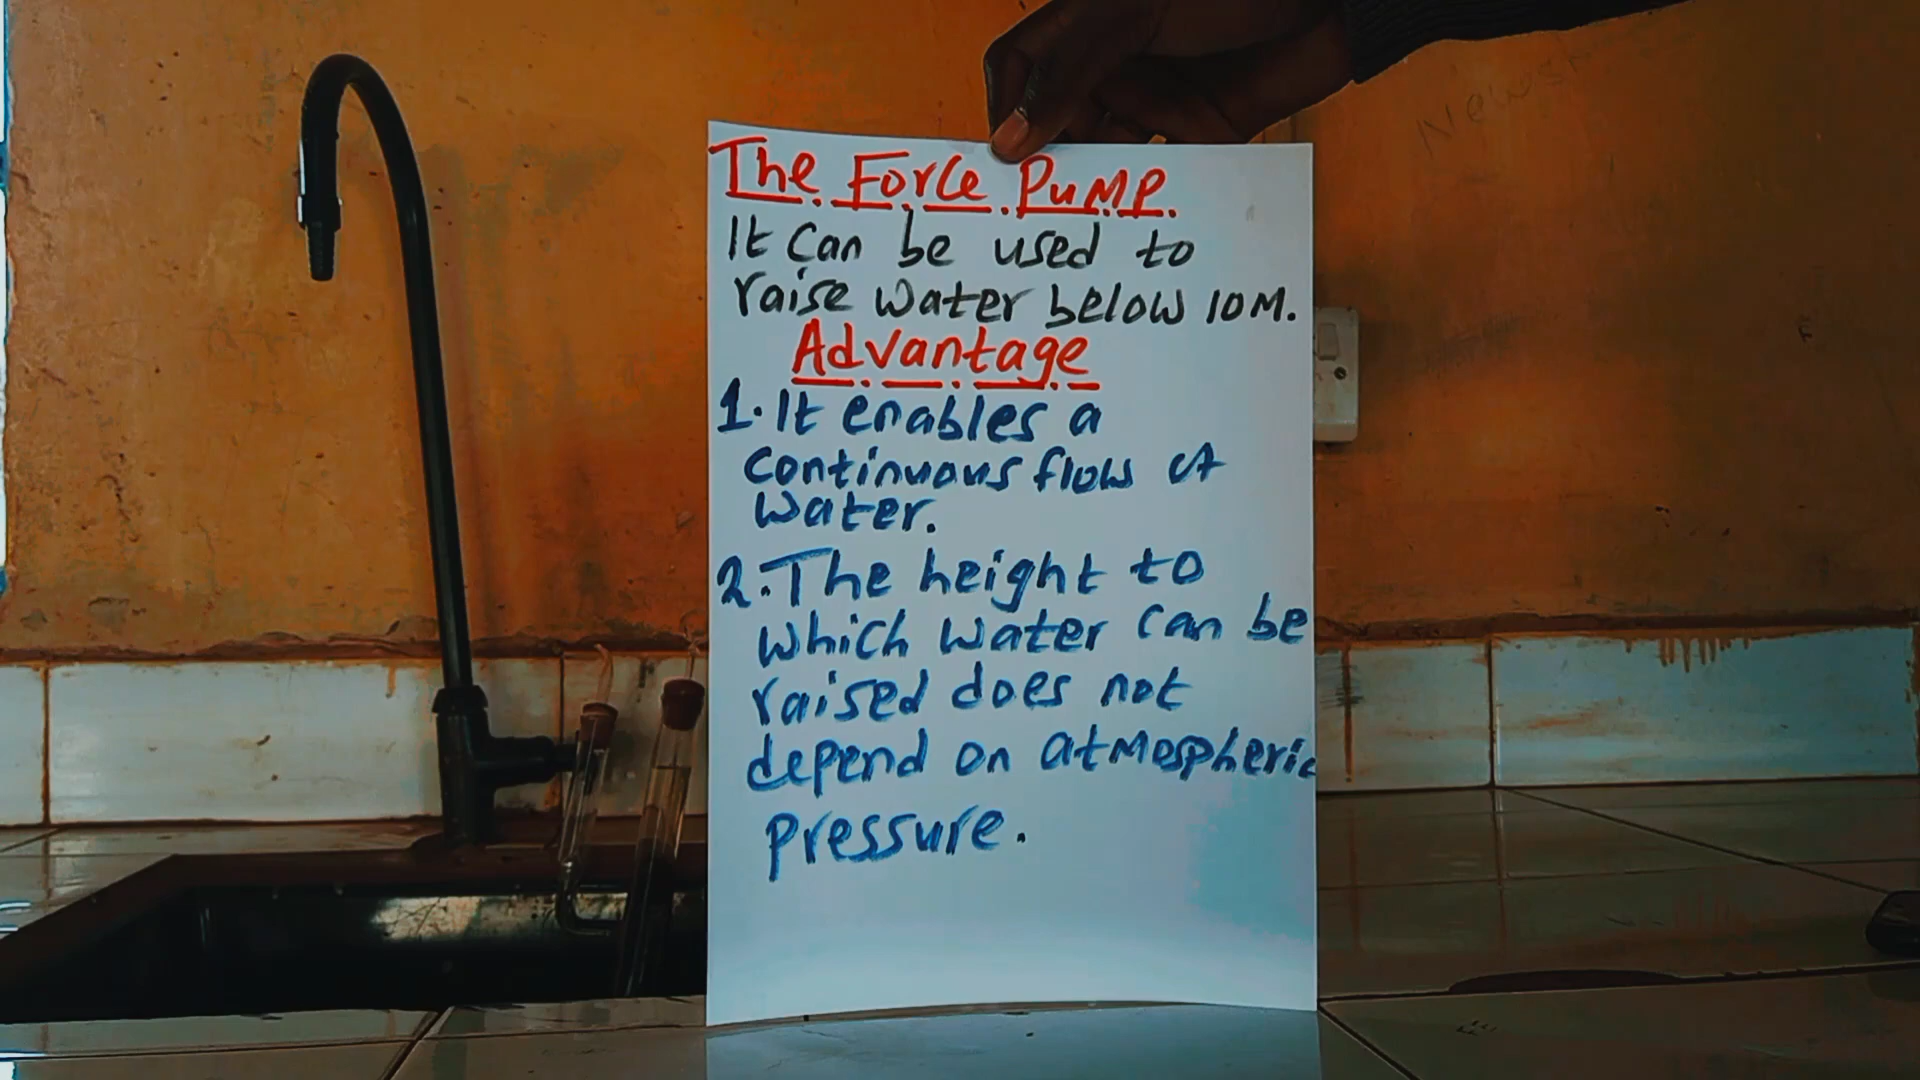 The Force Pump.
It Can be used to
raise water below 10M.
Advantage
1. It enables a
continuous flow of
water.
2. The height to
which water can be
raised does not
depend on atmospheric
pressure.
News